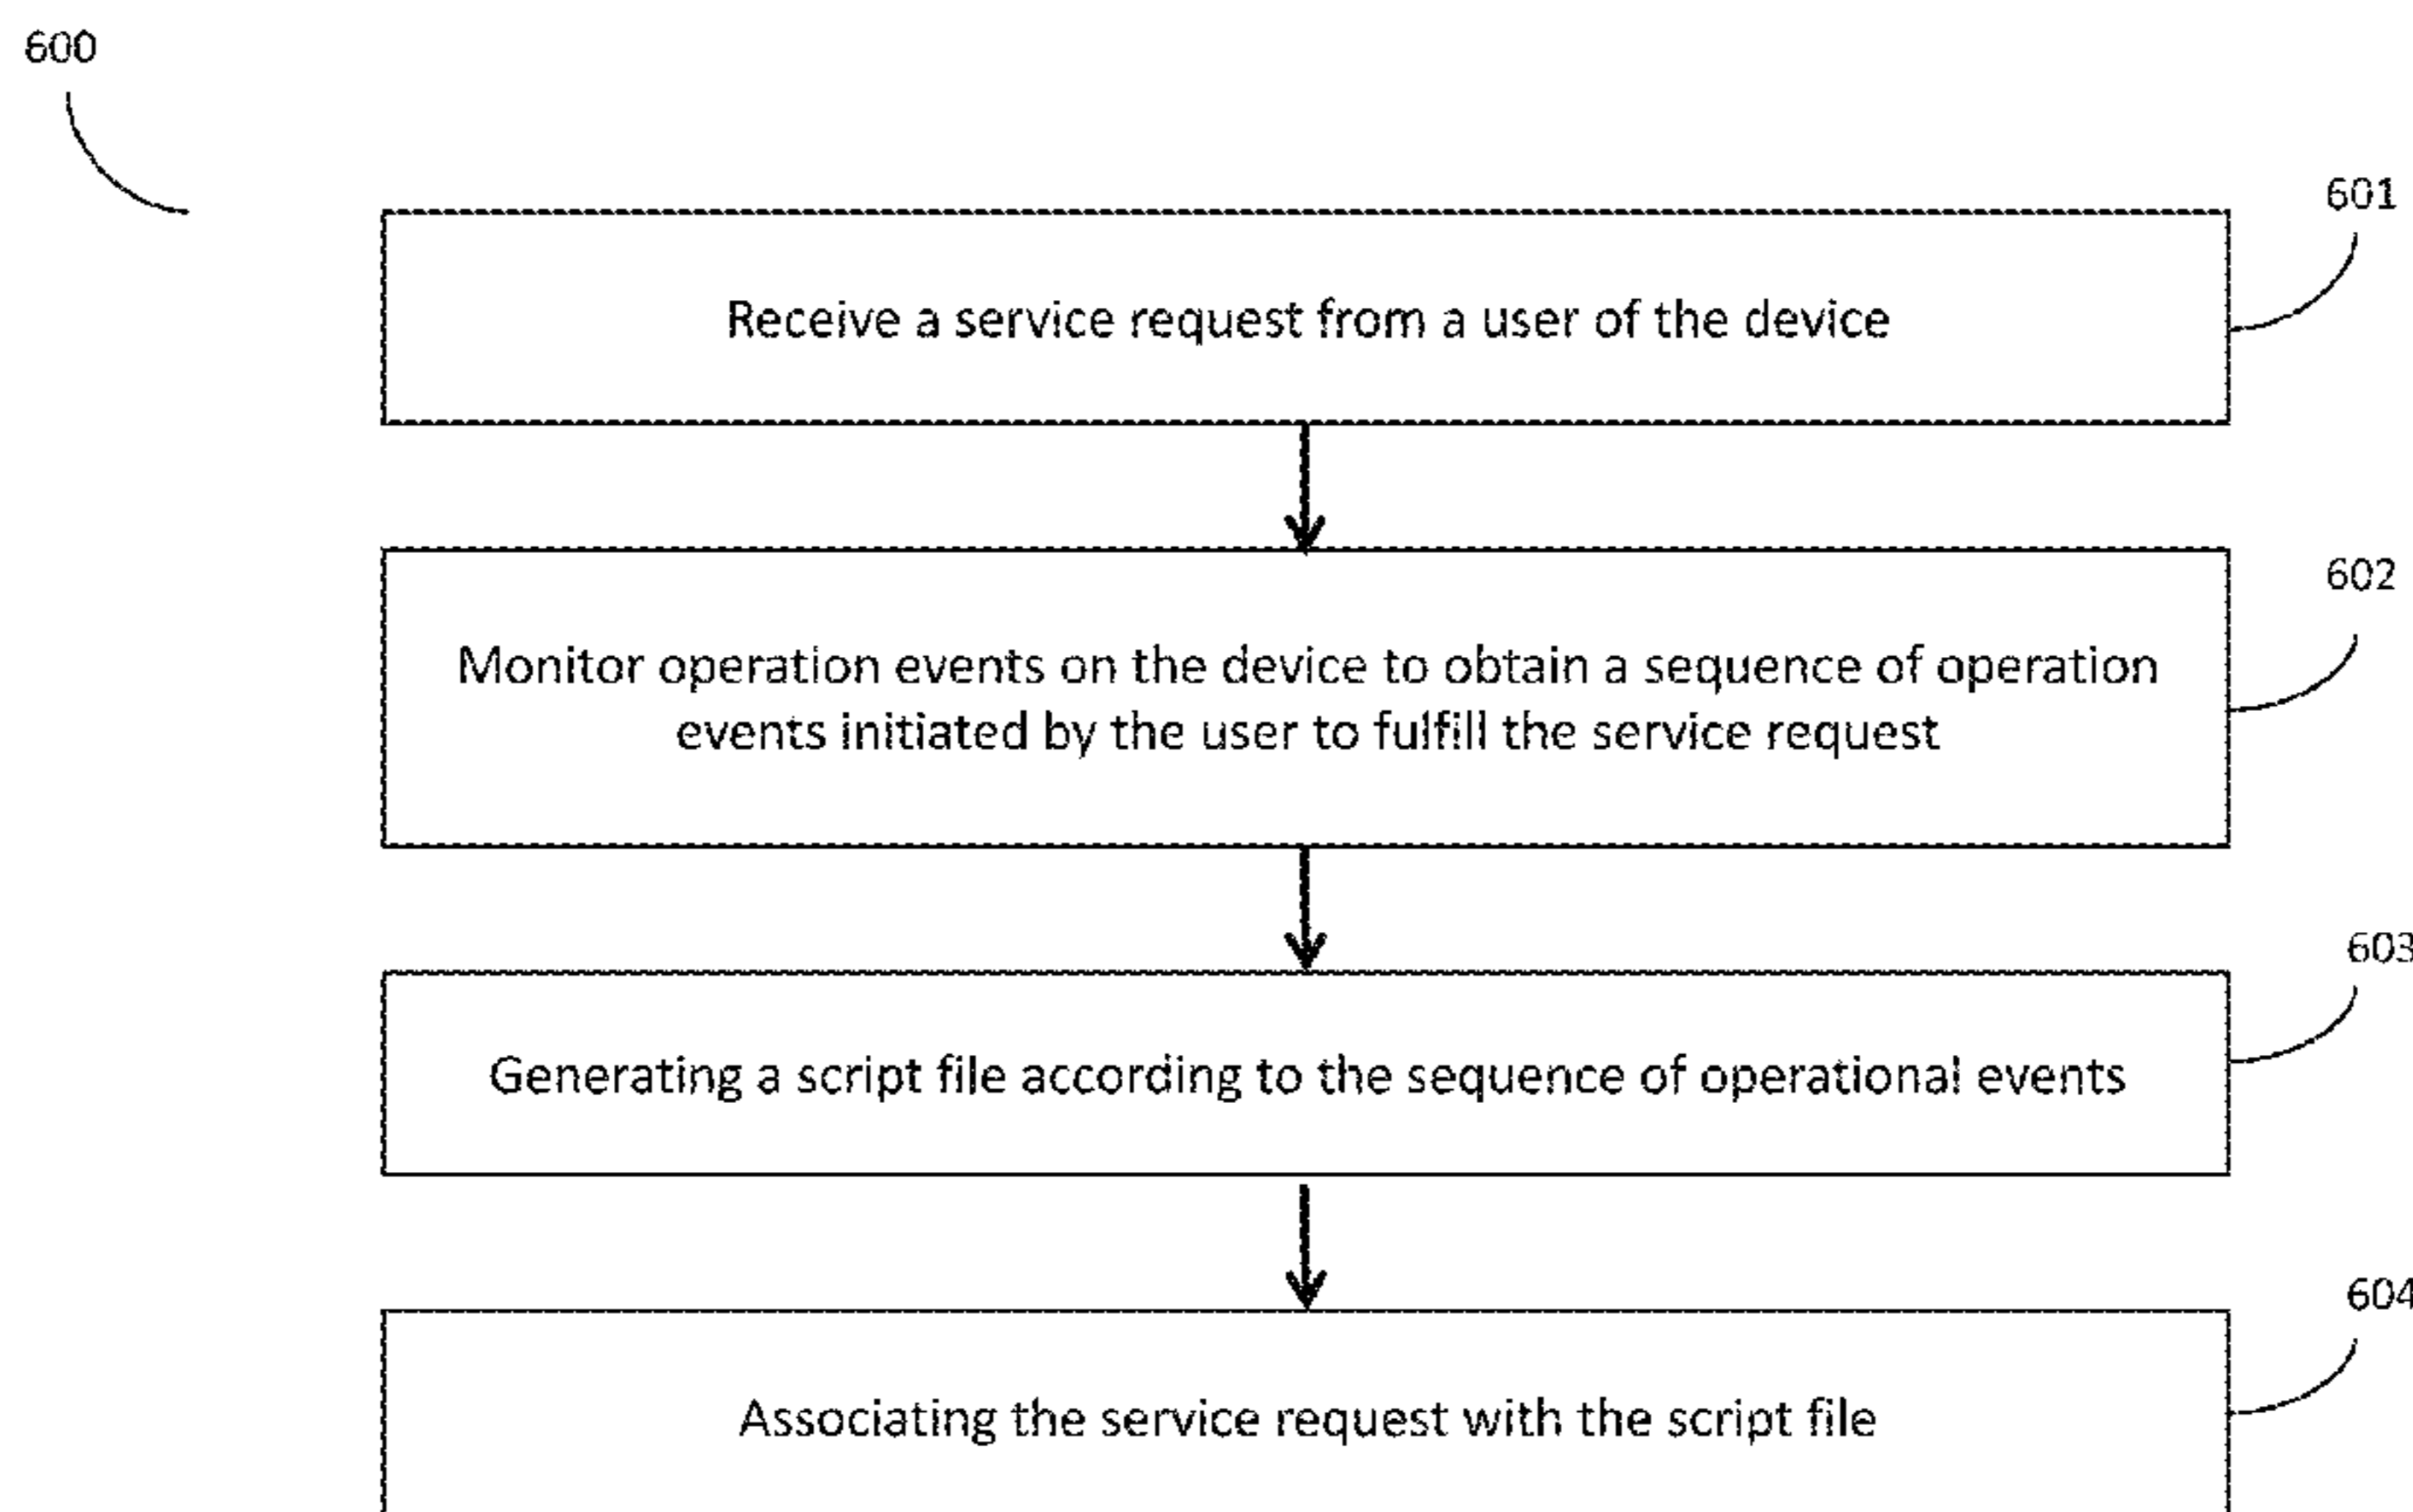 600
601
Receive a service request from a user of the device
602
Monitor operation events on the device to obtain a sequence of operation
events initiated by the user to fulfill the service request
603
Generating a script file according to the sequence of operational events
604
Associating the service request with the script file